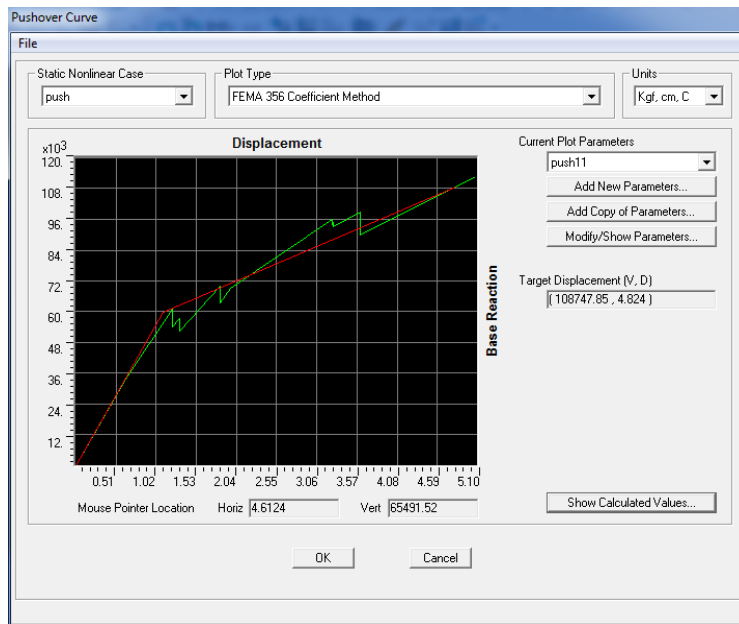 Pushover Curve
File
Static Nonlinear Case
push
Plot Type
FEMA 356 Coefficient Method
Units
Kgf, cm, C
Displacement
x10³
120.
108.
96.
84.
72.
60.
48.
36.
24.
12.
0.51 1.02 1.53 2.04 2.55 3.06 3.57 4.08 4.59 5.10
Base Reaction
Mouse Pointer Location Horiz 4.6124 Vert 65491.52
Current Plot Parameters
push11
Add New Parameters...
Add Copy of Parameters...
Modify/Show Parameters...
Target Displacement (V, D)
( 108747.85 , 4.824 )
Show Calculated Values...
OK Cancel